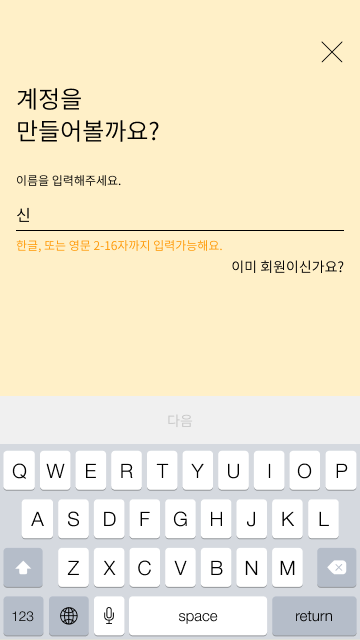 계정을
만들어볼까요?
이름을 입력해주세요.
신
한글, 또는 영문 2-16자까지 입력가능해요.
이미 회원이신가요?
다음
Q W E R T Y U I O P
A S D F G H J K L
Z X C V B N M
123 space return